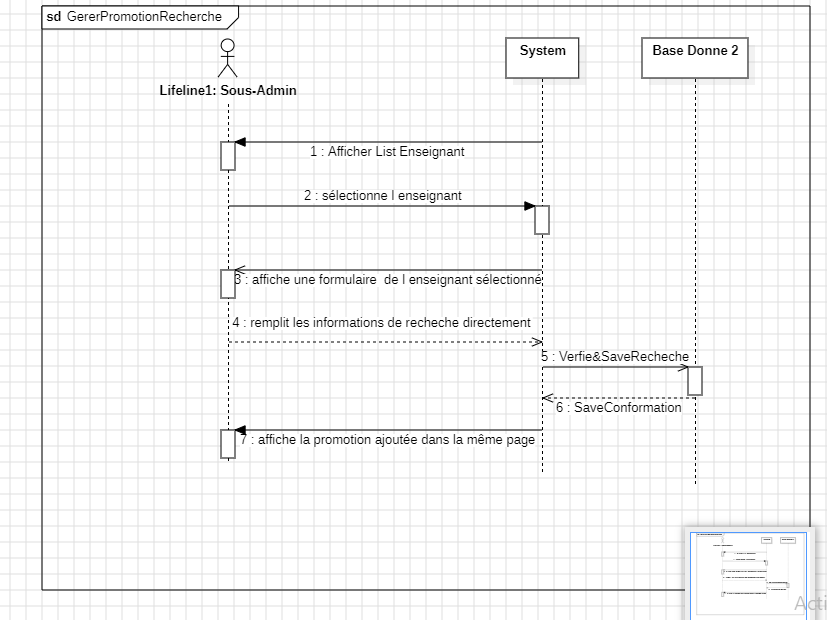 sd GererPromotionRecherche
System
Base Donne 2
Lifeline1: Sous-Admin
1 : Afficher List Enseignant
2 : sélectionne l enseignant
3 : affiche une formulaire de l enseignant sélectionné
4 : remplit les informations de recheche directement
5 : Verfie&SaveRecheche
6 : SaveConformation
7 : affiche la promotion ajoutée dans la même page
Acti